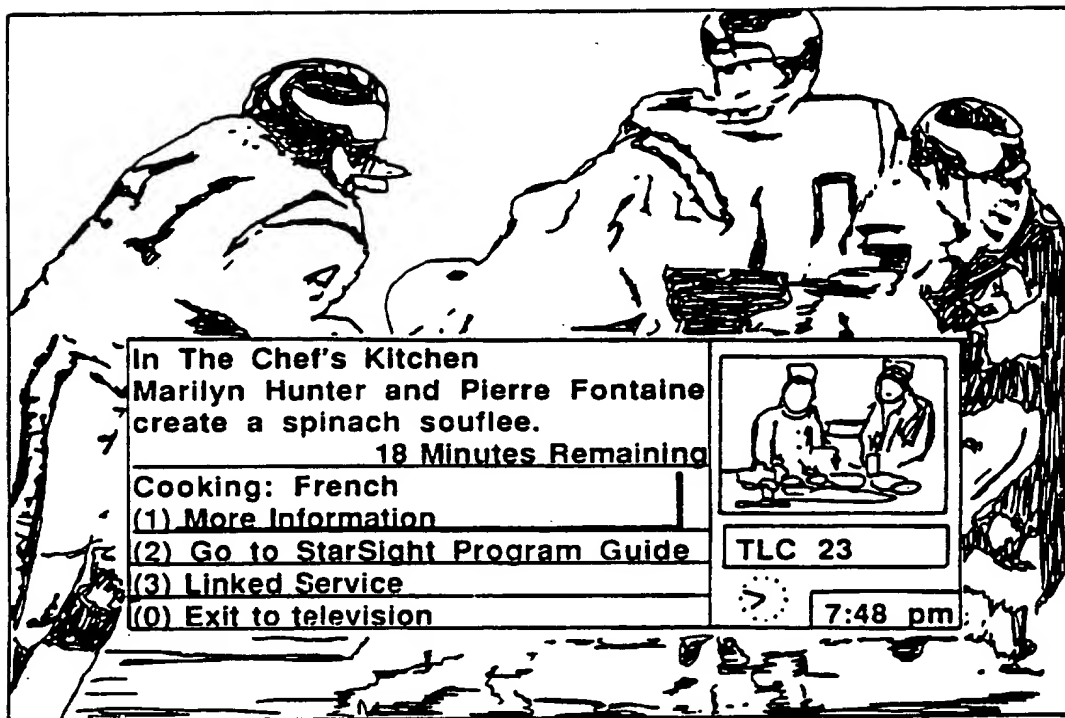 In The Chef's Kitchen
Marilyn Hunter and Pierre Fontaine
create a spinach souflee.
18 Minutes Remaining
Cooking: French
(1) More Information
(2) Go to StarSight Program Guide
(3) Linked Service
(0) Exit to television
TLC 23
7:48 pm